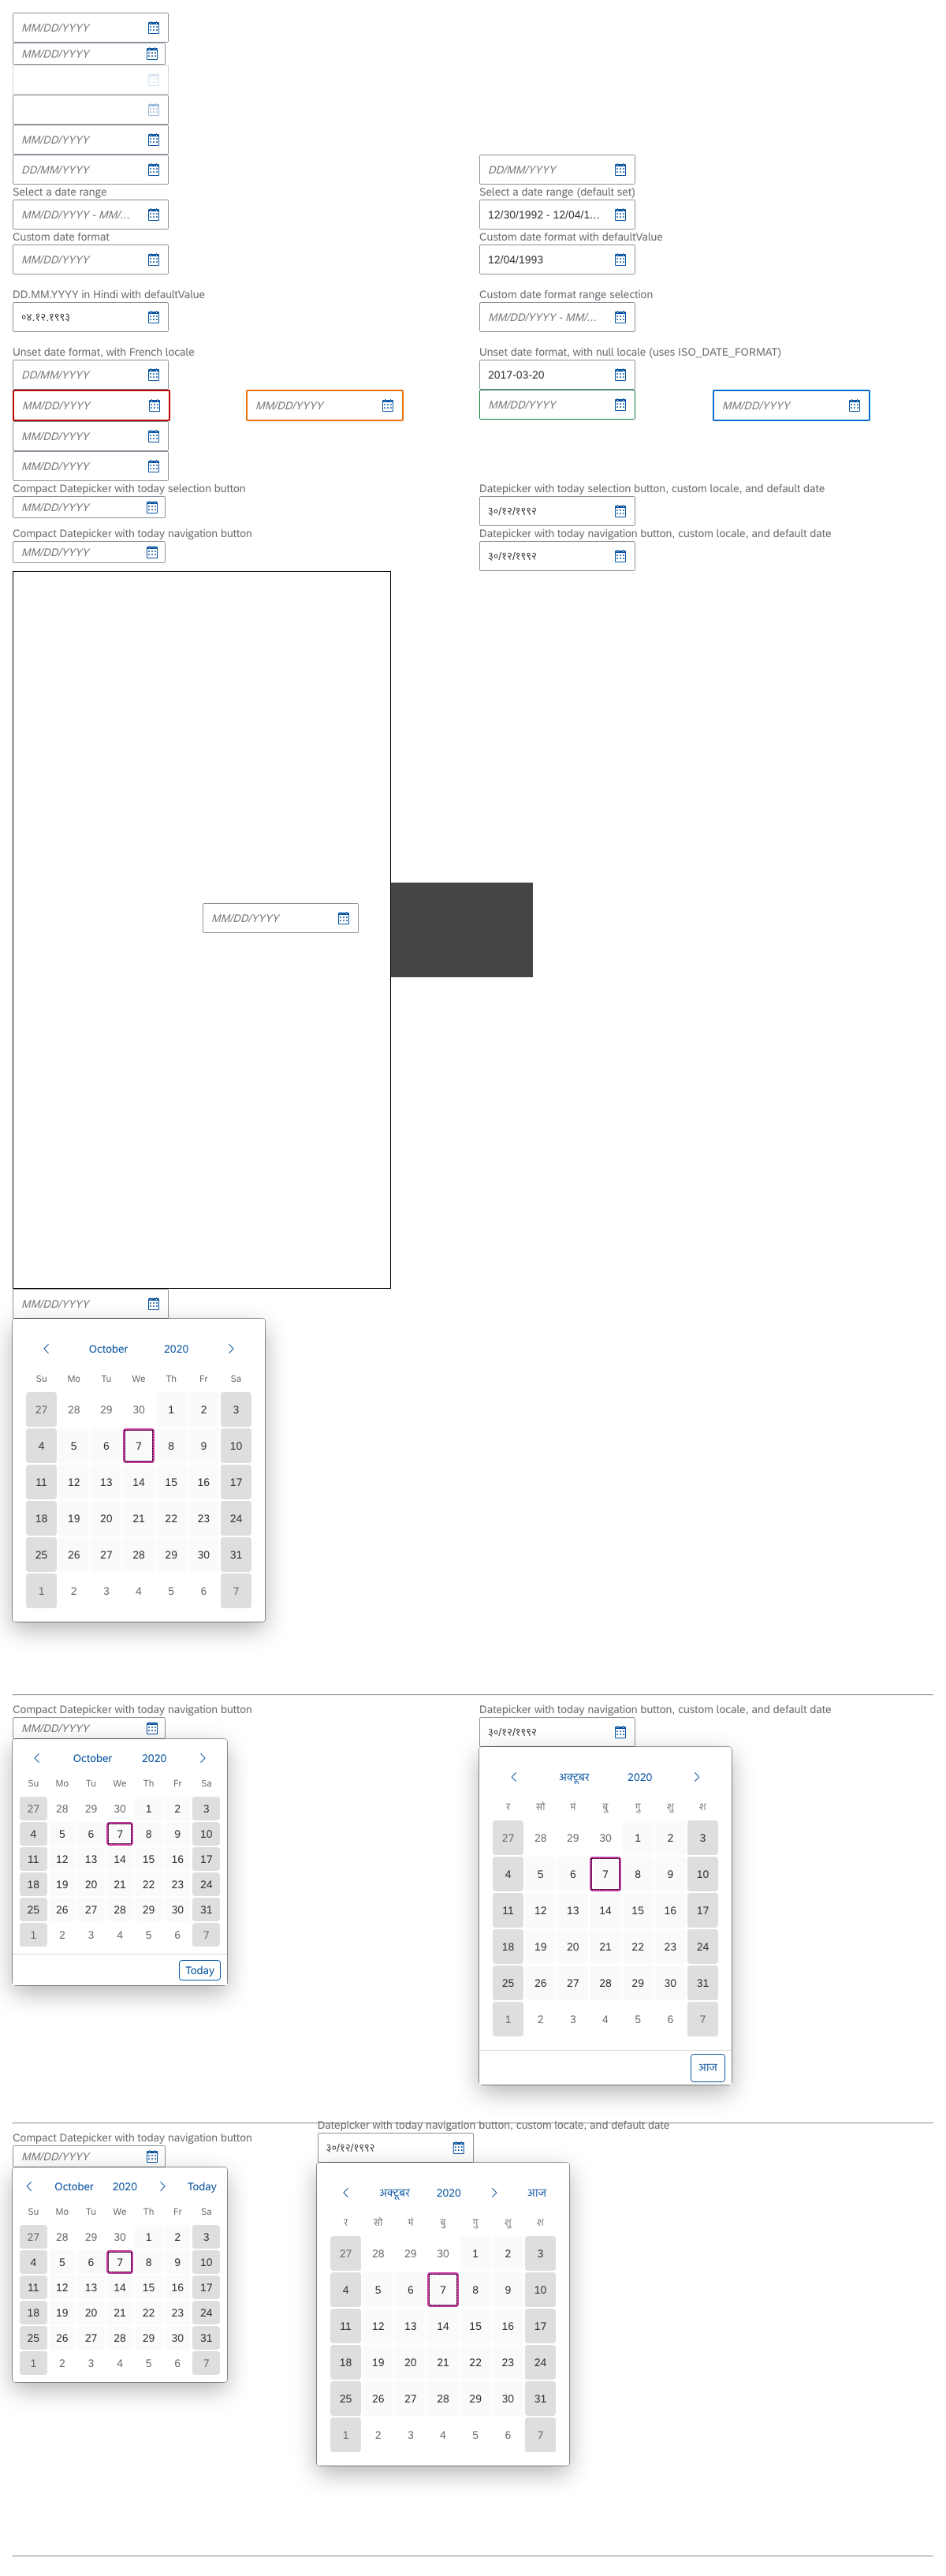 MM/DD/YYYY
MM/DD/YYYY
MM/DD/YYYY
DD/MM/YYYY
DD/MM/YYYY
Select a date range
Select a date range (default set)
MM/DD/YYYY - MM/...
12/30/1992 - 12/04/1...
Custom date format
Custom date format with defaultValue
MM/DD/YYYY
12/04/1993
DD.MM.YYYY in Hindi with defaultValue
Custom date format range selection
०४.१२.१९९३
MM/DD/YYYY - MM/...
Unset date format, with French locale
Unset date format, with null locale (uses ISO_DATE_FORMAT)
DD/MM/YYYY
2017-03-20
MM/DD/YYYY
MM/DD/YYYY
MM/DD/YYYY
MM/DD/YYYY
MM/DD/YYYY
MM/DD/YYYY
Compact Datepicker with today selection button
Datepicker with today selection button, custom locale, and default date
MM/DD/YYYY
३०/१२/१९९२
Compact Datepicker with today navigation button
Datepicker with today navigation button, custom locale, and default date
MM/DD/YYYY
३०/१२/१९९२
MM/DD/YYYY
MM/DD/YYYY
October 2020
Su Mo Tu We Th Fr Sa
27 28 29 30 1 2 3
4 5 6 7 8 9 10
11 12 13 14 15 16 17
18 19 20 21 22 23 24
25 26 27 28 29 30 31
1 2 3 4 5 6 7
Compact Datepicker with today navigation button
MM/DD/YYYY
October 2020
Su Mo Tu We Th Fr Sa
27 28 29 30 1 2 3
4 5 6 7 8 9 10
11 12 13 14 15 16 17
18 19 20 21 22 23 24
25 26 27 28 29 30 31
1 2 3 4 5 6 7
Today
Datepicker with today navigation button, custom locale, and default date
३०/१२/१९९२
अक्टूबर 2020
र सो मं बु गु शु श
27 28 29 30 1 2 3
4 5 6 7 8 9 10
11 12 13 14 15 16 17
18 19 20 21 22 23 24
25 26 27 28 29 30 31
1 2 3 4 5 6 7
आज
Compact Datepicker with today navigation button
MM/DD/YYYY
October 2020 Today
Su Mo Tu We Th Fr Sa
27 28 29 30 1 2 3
4 5 6 7 8 9 10
11 12 13 14 15 16 17
18 19 20 21 22 23 24
25 26 27 28 29 30 31
1 2 3 4 5 6 7
Datepicker with today navigation button, custom locale, and default date
३०/१२/१९९२
अक्टूबर 2020 आज
र सो मं बु गु शु श
27 28 29 30 1 2 3
4 5 6 7 8 9 10
11 12 13 14 15 16 17
18 19 20 21 22 23 24
25 26 27 28 29 30 31
1 2 3 4 5 6 7